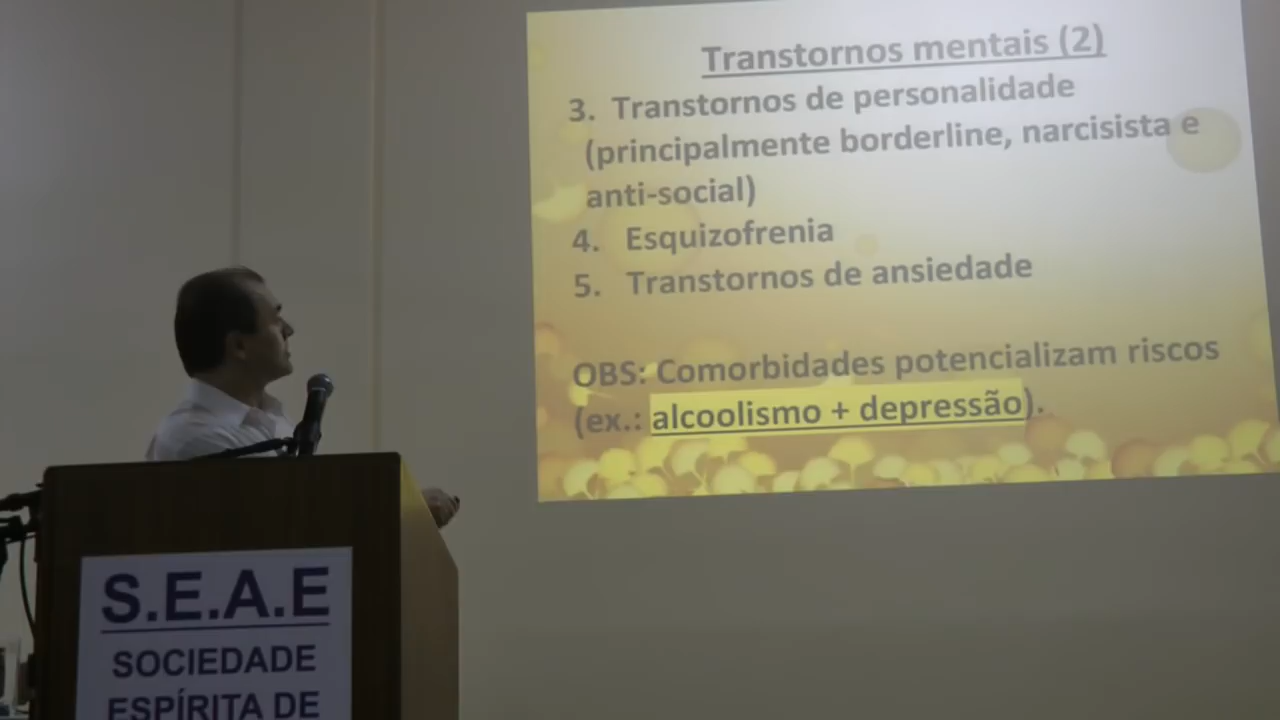 Transtornos mentais (2)
3. Transtornos de personalidade
(principalmente borderline, narcisista e
anti-social)
4. Esquizofrenia
5. Transtornos de ansiedade
OBS: Comorbidades potencializam riscos
(ex.: alcoolismo + depressão).
S.E.A.E
SOCIEDADE
ESPÍRITA DE